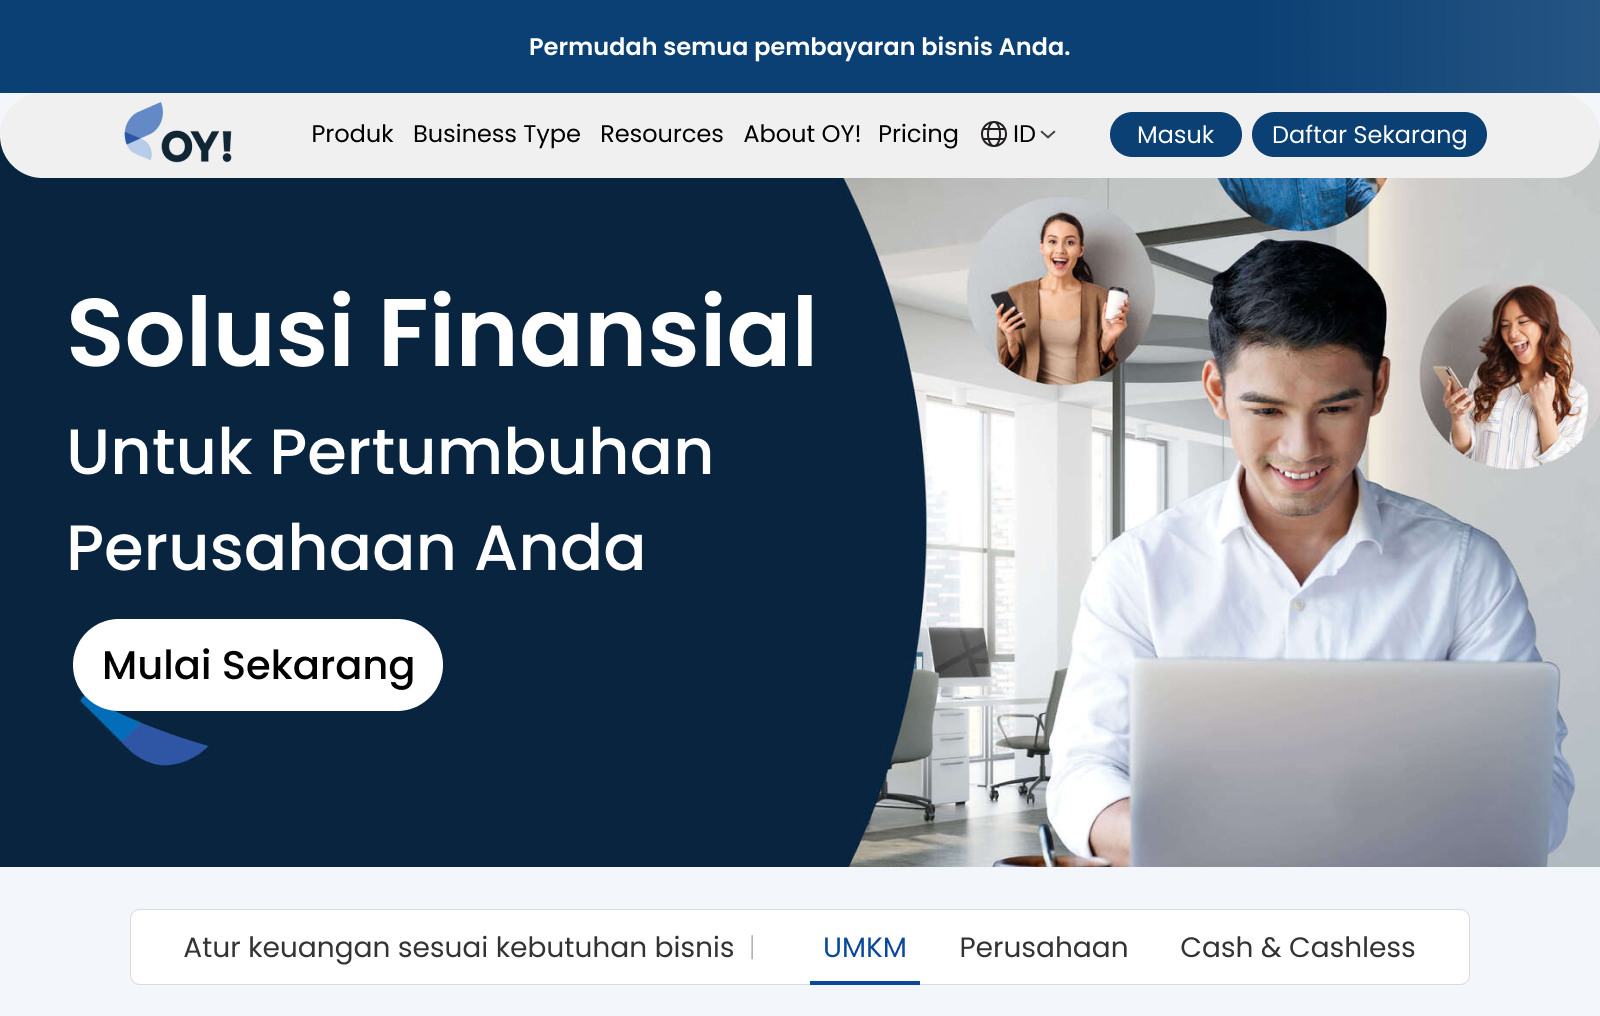 Permudah semua pembayaran bisnis Anda.
OY!
Produk Business Type Resources About OY! Pricing ID
Masuk Daftar Sekarang
Solusi Finansial
Untuk Pertumbuhan
Perusahaan Anda
Mulai Sekarang
Atur keuangan sesuai kebutuhan bisnis | UMKM Perusahaan Cash & Cashless